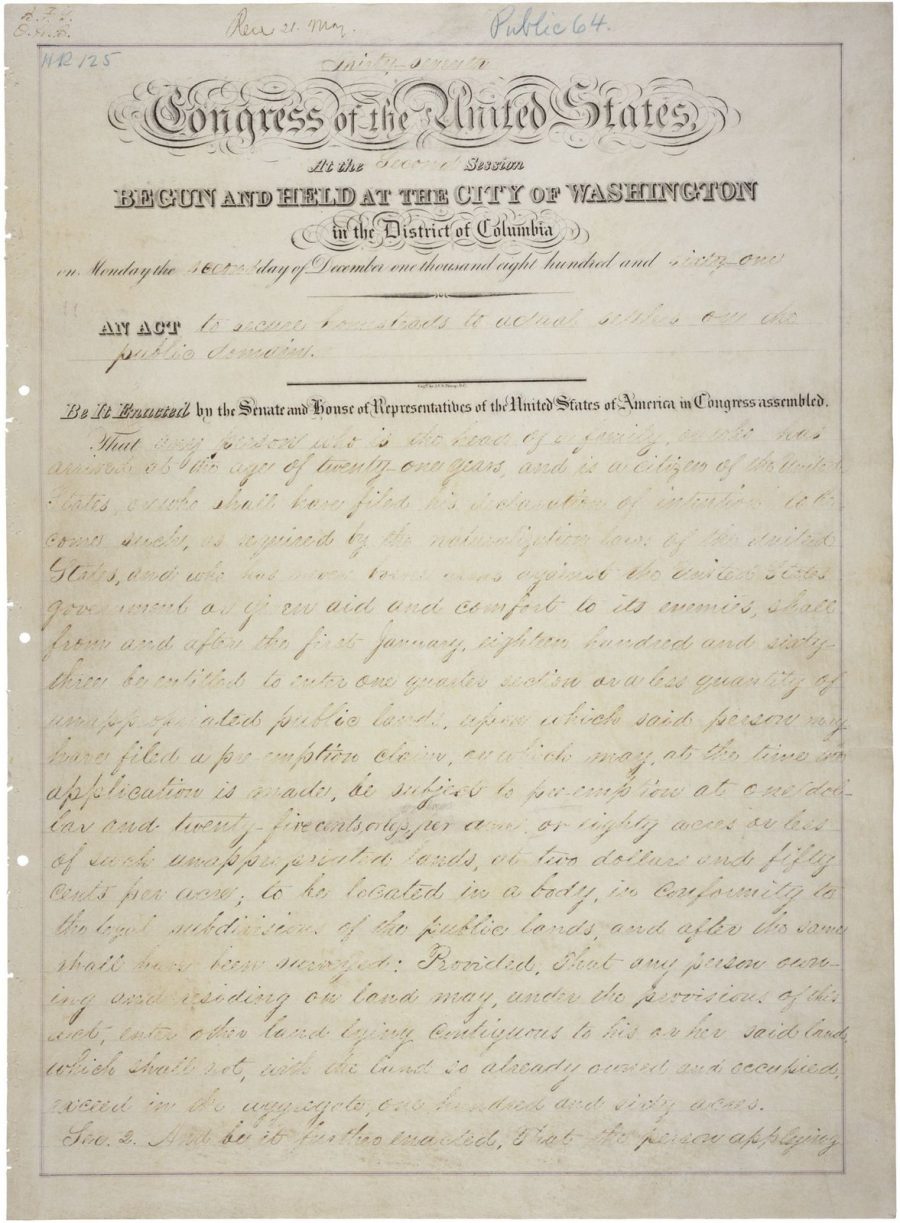 Rec 21. May.
Public 64.
HR 125
Thirty-seventh
Congress of the United States,
At the Second Session
BEGUN AND HELD AT THE CITY OF WASHINGTON
in the District of Columbia
on Monday the second day of December one thousand eight hundred and sixty-one
AN ACT to secure homesteads to actual settlers on the
public domain.
Be It Enacted by the Senate and House of Representatives of the United States of America in Congress assembled.
That any person who is the head of a family, or who has
arrived at the age of twenty-one years, and is a citizen of the United
States, or who shall have filed his declaration of intention to be-
come such, as required by the naturalization laws of the United
States, and who has never borne arms against the United States
government or given aid and comfort to its enemies, shall
from and after the first January, eighteen hundred and sixty-
three be entitled to enter one quarter section or a less quantity of
unappropriated public lands, upon which said person may
have filed a pre-emption claim, or which may, at the time
application is made, be subject to pre-emption at one dol-
lar and twenty-five cents, or less, per acre; or eighty acres or less
of such unappropriated lands, at two dollars and fifty
cents per acre; to be located in a body, in conformity to
the legal subdivisions of the public lands, and after the same
shall have been surveyed: Provided, That any person own-
ing and residing on land may, under the provisions of this
act, enter other land lying contiguous to his or her said land,
which shall not, with the land so already owned and occupied,
exceed in the aggregate one hundred and sixty acres.
Sec. 2. And be it further enacted, That the person applying